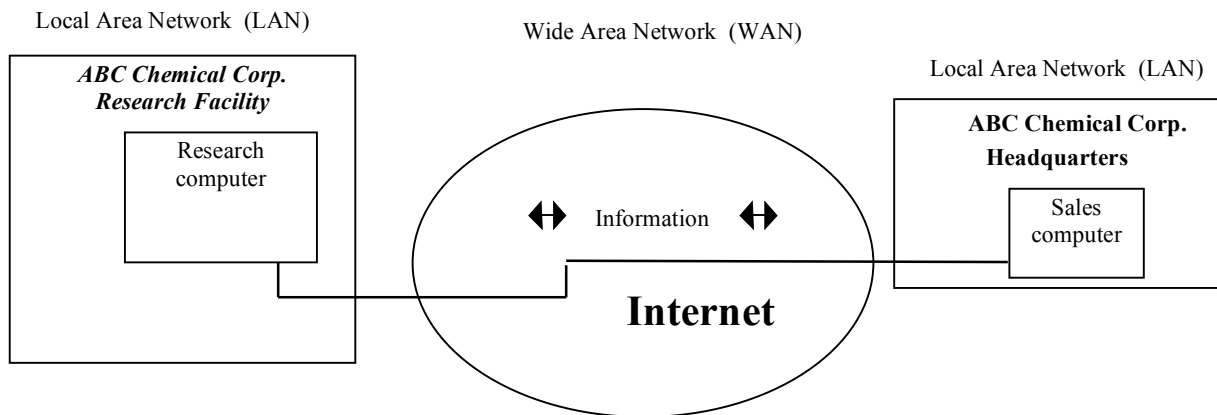 Local Area Network (LAN)
ABC Chemical Corp.
Research Facility
Research
computer
Wide Area Network (WAN)
Information
Internet
Local Area Network (LAN)
ABC Chemical Corp.
Headquarters
Sales
computer